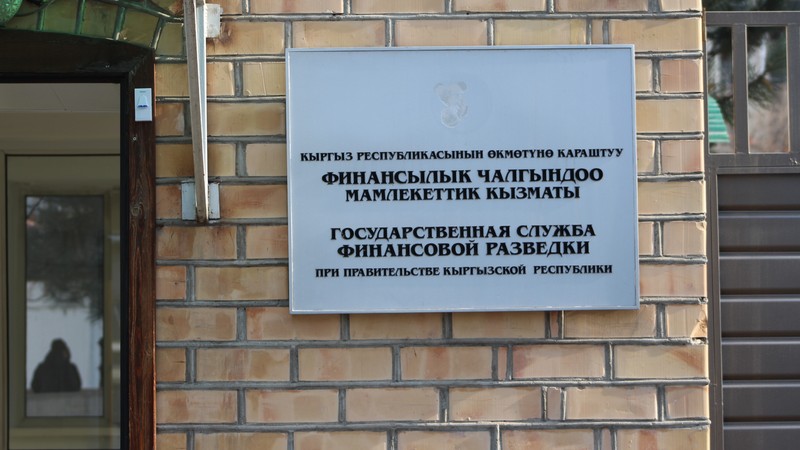 КЫРГЫЗ РЕСПУБЛИКАСЫНЫН ӨКМӨТҮНӨ КАРАШТУУ
ФИНАНСЫЛЫК ЧАЛГЫНДОО
МАМЛЕКЕТТИК КЫЗМАТЫ
ГОСУДАРСТВЕННАЯ СЛУЖБА
ФИНАНСОВОЙ РАЗВЕДКИ
ПРИ ПРАВИТЕЛЬСТВЕ КЫРГЫЗСКОЙ РЕСПУБЛИКИ